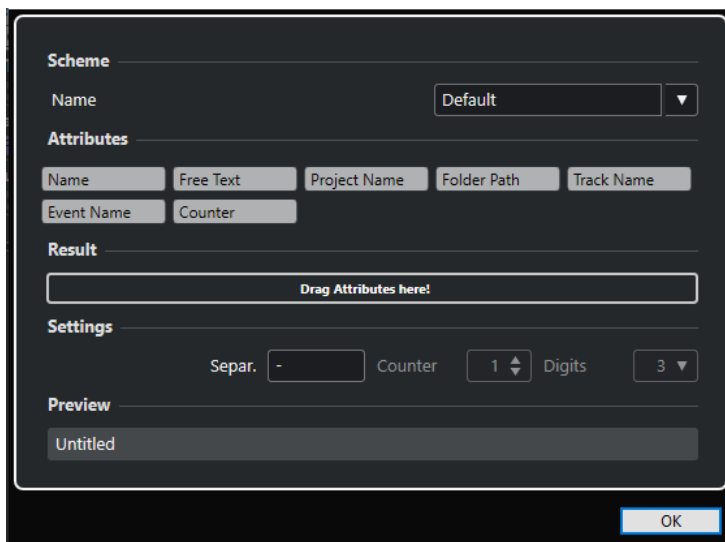 Scheme
Name Default
Attributes
Name Free Text Project Name Folder Path Track Name
Event Name Counter
Result
Drag Attributes here!
Settings
Separ. - Counter 1 Digits 3
Preview
Untitled
OK